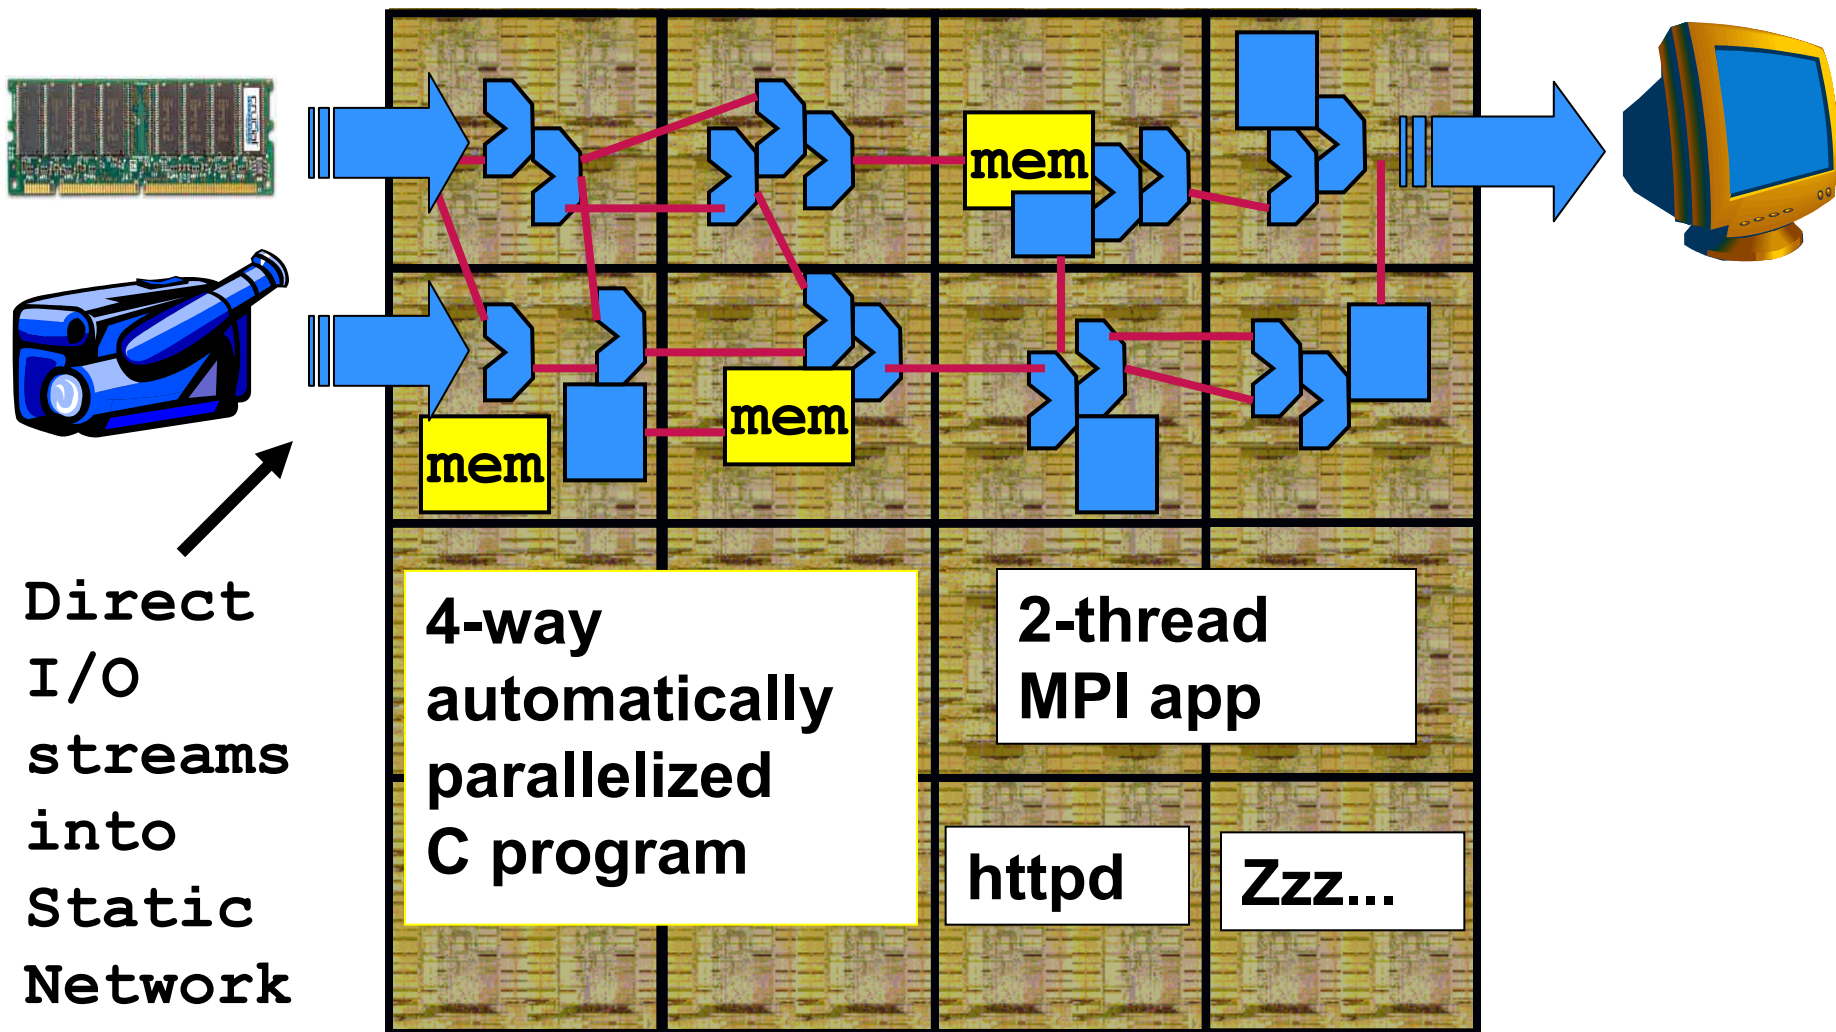 mem
mem
mem
Direct
I/O
streams
into
Static
Network
4-way
automatically
parallelized
C program
2-thread
MPI app
httpd
Zzz...